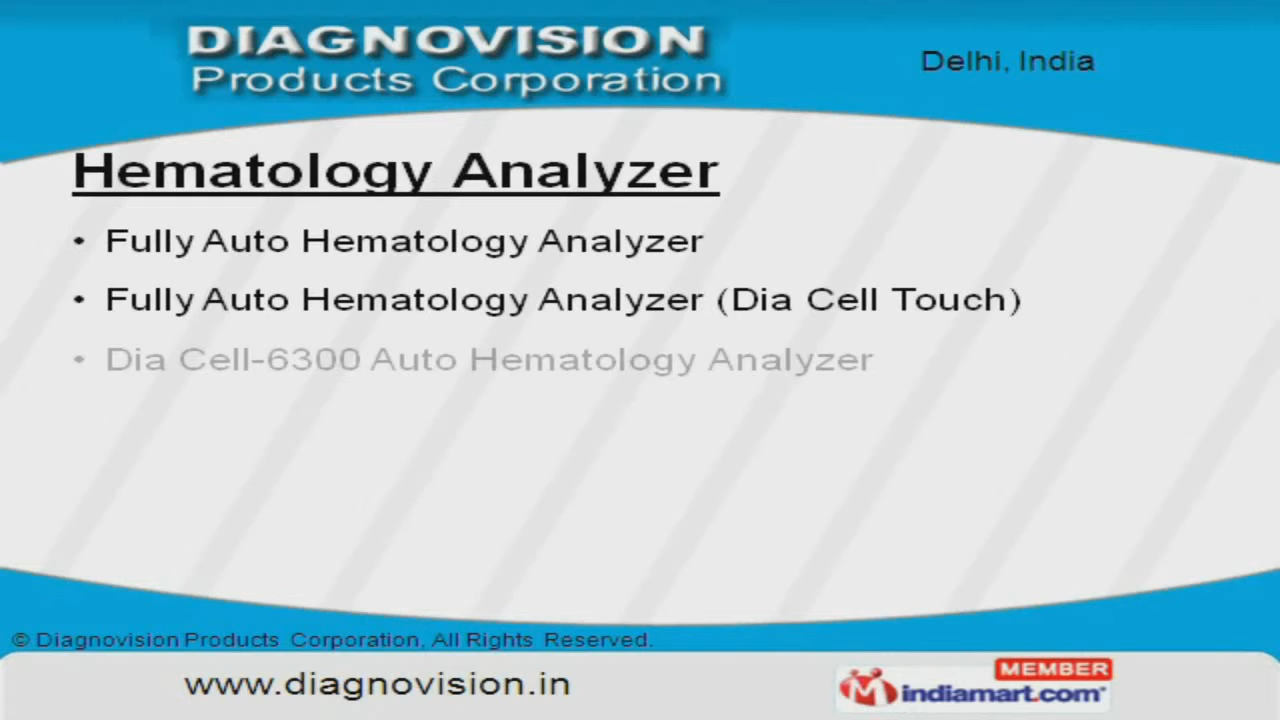 DIAGNOVISION
Products Corporation
Delhi, India
Hematology Analyzer
• Fully Auto Hematology Analyzer
• Fully Auto Hematology Analyzer (Dia Cell Touch)
• Dia Cell-6300 Auto Hematology Analyzer
© Diagnovision Products Corporation, All Rights Reserved.
www.diagnovision.in
MEMBER
indiamart.com